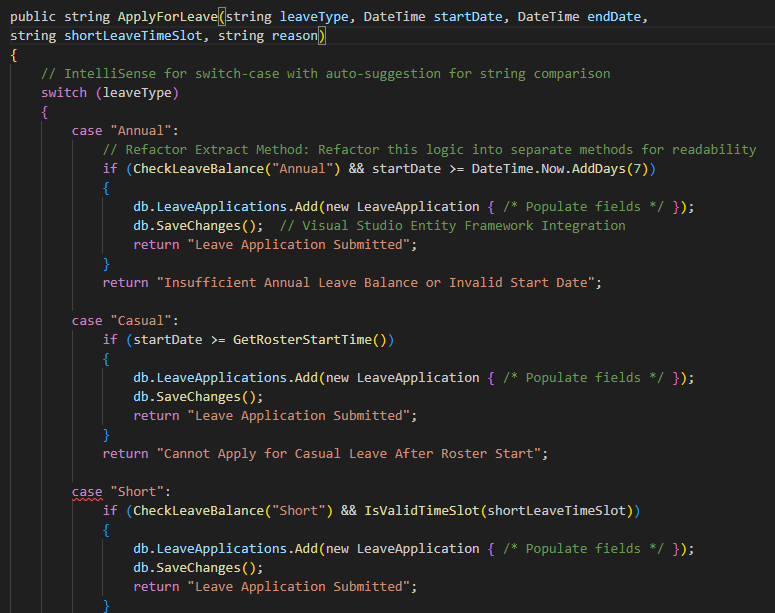 public string ApplyForLeave(string leaveType, DateTime startDate, DateTime endDate,
string shortLeaveTimeSlot, string reason)
{
    // IntelliSense for switch-case with auto-suggestion for string comparison
    switch (leaveType)
    {
        case "Annual":
            // Refactor Extract Method: Refactor this logic into separate methods for readability
            if (CheckLeaveBalance("Annual") && startDate >= DateTime.Now.AddDays(7))
            {
                db.LeaveApplications.Add(new LeaveApplication { /* Populate fields */ });
                db.SaveChanges();  // Visual Studio Entity Framework Integration
                return "Leave Application Submitted";
            }
            return "Insufficient Annual Leave Balance or Invalid Start Date";

        case "Casual":
            if (startDate >= GetRosterStartTime())
            {
                db.LeaveApplications.Add(new LeaveApplication { /* Populate fields */ });
                db.SaveChanges();
                return "Leave Application Submitted";
            }
            return "Cannot Apply for Casual Leave After Roster Start";

        case "Short":
            if (CheckLeaveBalance("Short") && IsValidTimeSlot(shortLeaveTimeSlot))
            {
                db.LeaveApplications.Add(new LeaveApplication { /* Populate fields */ });
                db.SaveChanges();
                return "Leave Application Submitted";
            }